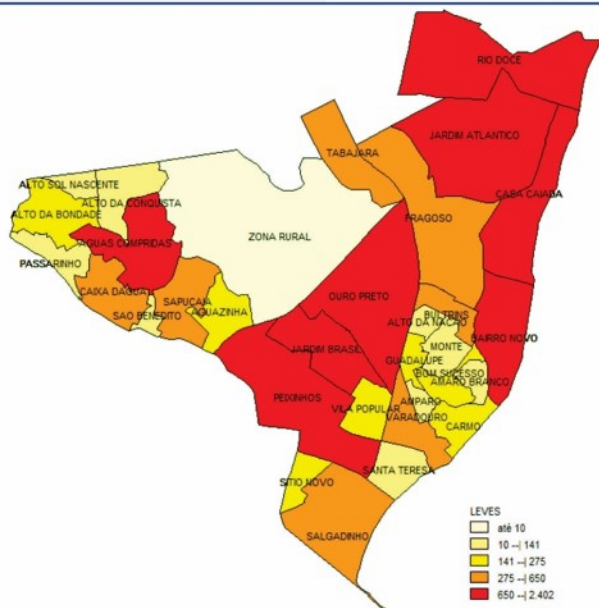 RIO DOCE
JARDIM ATLANTICO
TABAJARA
ALTO SOL NASCENTE
CASA CAIADA
ALTO DA CONQUISTA
ALTO DA BONDADE
FRAGOSO
ZONA RURAL
AGUAS COMPRIDAS
PASSARINHO
CAIXA DAGUA
OURO PRETO
SAPUCAIA
AGUAZINHA
SAO BENEDITO
BULTRINS
ALTO DA NACAO
BAIRRO NOVO
MONTE
JARDIM BRASIL
GUADALUPE
BOM SUCESSO
AMARO BRANCO
PEIXINHOS
AMPARO
VILA POPULAR
VARADOURO
CARMO
SANTA TERESA
SITIO NOVO
SALGADINHO
LEVES
até 10
10 --| 141
141 --| 275
275 --| 650
650 --| 2.402